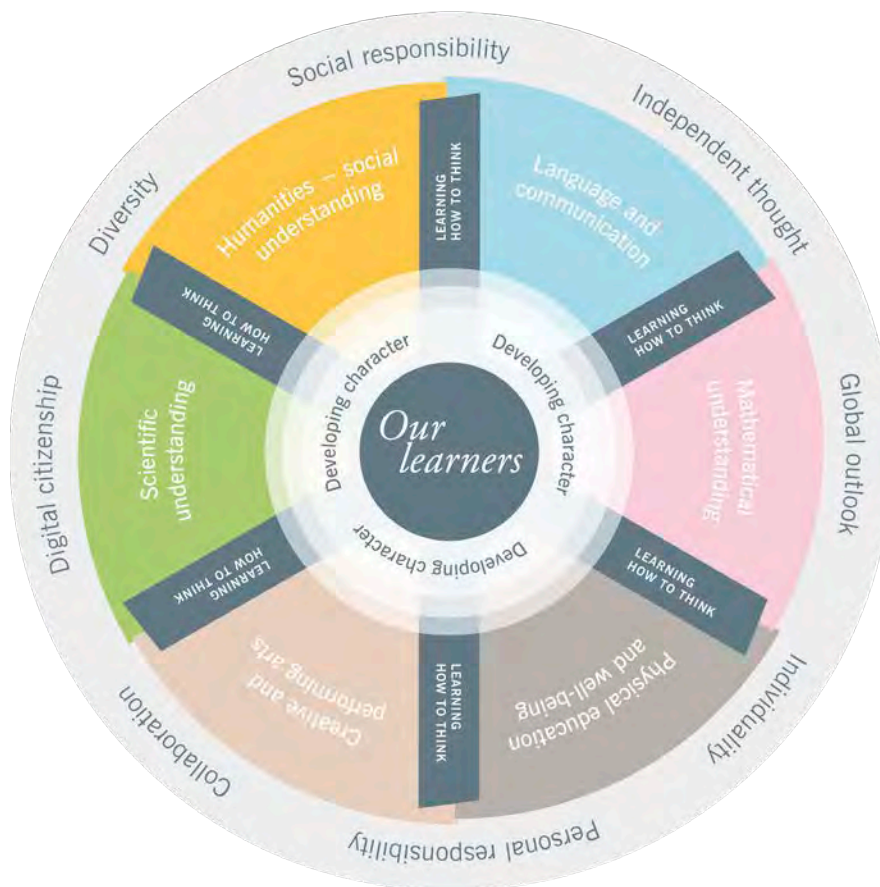 Social responsibility
Independent thought
Global outlook
Individuality
Personal responsibility
Collaboration
Digital citizenship
Diversity
Language and
communication
Mathematical
understanding
Physical education
and well-being
Creative and
performing arts
Scientific
understanding
Humanities – social
understanding
LEARNING
HOW TO THINK
LEARNING
HOW TO THINK
LEARNING
HOW TO THINK
LEARNING
HOW TO THINK
LEARNING
HOW TO THINK
LEARNING
HOW TO THINK
Developing character
Developing character
Developing character
Our
learners